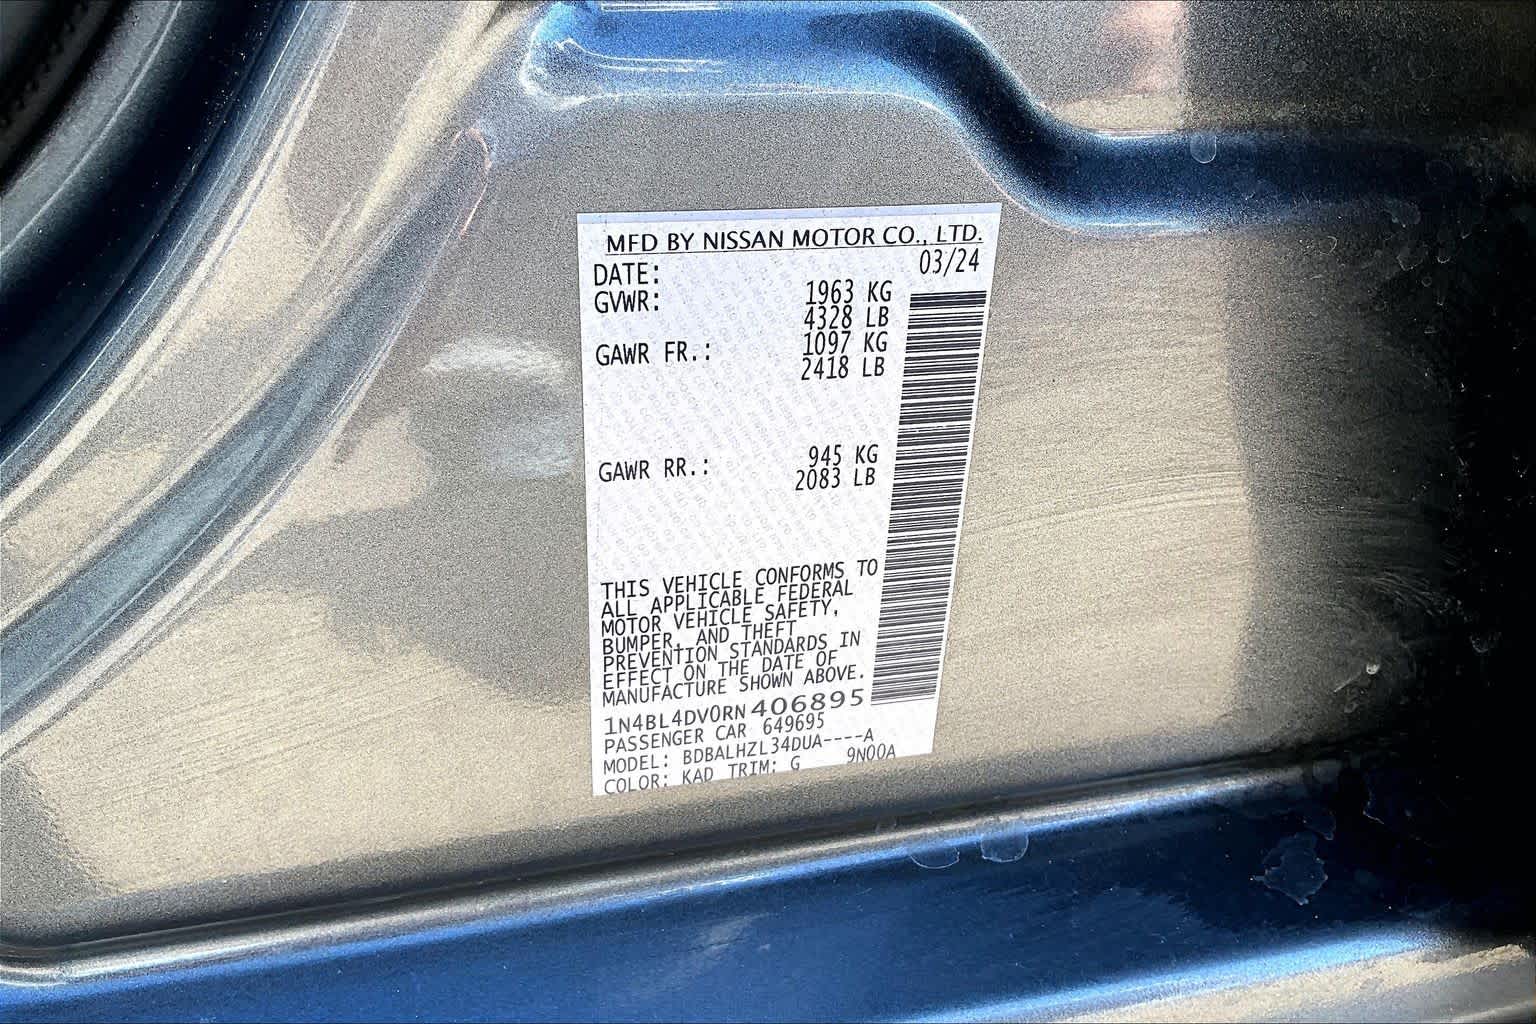 MFD BY NISSAN MOTOR CO., LTD.
DATE: 03/24
GVWR: 1963 KG
4328 LB
GAWR FR.: 1097 KG
2418 LB
GAWR RR.: 945 KG
2083 LB
THIS VEHICLE CONFORMS TO
ALL APPLICABLE FEDERAL
MOTOR VEHICLE SAFETY,
BUMPER, AND THEFT
PREVENTION STANDARDS IN
EFFECT ON THE DATE OF
MANUFACTURE SHOWN ABOVE.
1N4BL4DV0RN406895
PASSENGER CAR 649695
MODEL: BDBALHZL34DUA----A
COLOR: KAD TRIM: G 9N00A